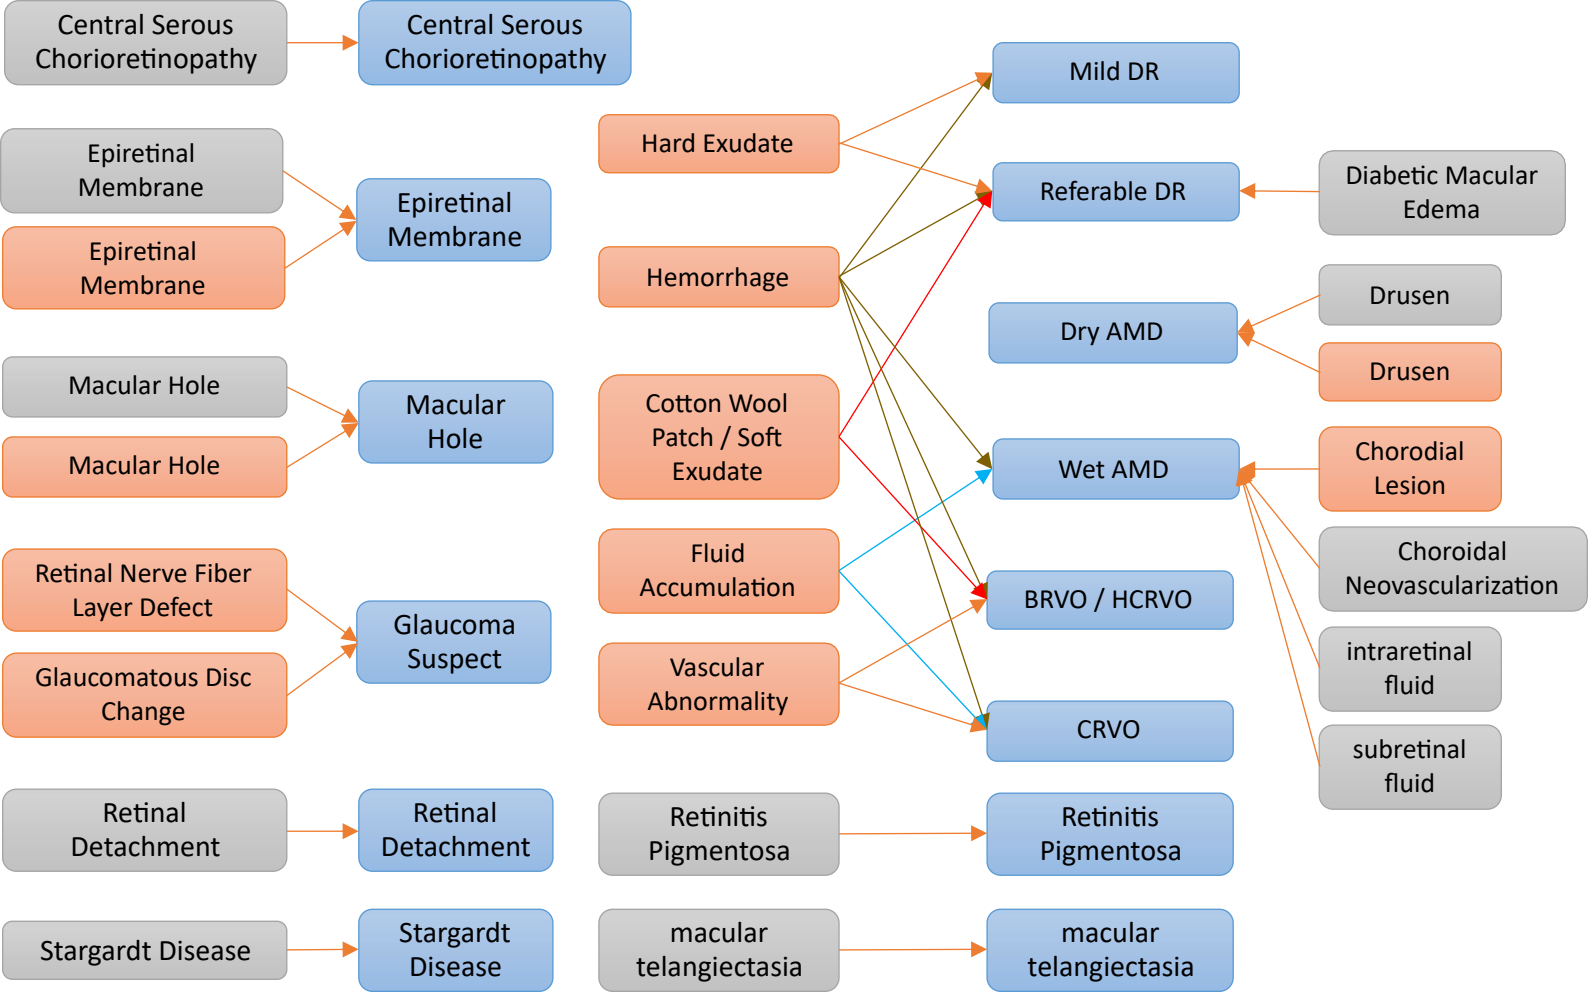 Central Serous
Chorioretinopathy
Central Serous
Chorioretinopathy
Epiretinal
Membrane
Epiretinal
Membrane
Epiretinal
Membrane
Macular Hole
Macular Hole
Macular
Hole
Retinal Nerve Fiber
Layer Defect
Glaucomatous Disc
Change
Glaucoma
Suspect
Retinal
Detachment
Retinal
Detachment
Stargardt Disease
Stargardt
Disease
Hard Exudate
Hemorrhage
Cotton Wool
Patch / Soft
Exudate
Fluid
Accumulation
Vascular
Abnormality
Retinitis
Pigmentosa
macular
telangiectasia
Mild DR
Referable DR
Dry AMD
Wet AMD
BRVO / HCRVO
CRVO
Retinitis
Pigmentosa
macular
telangiectasia
Diabetic Macular
Edema
Drusen
Drusen
Chorodial
Lesion
Choroidal
Neovascularization
intraretinal
fluid
subretinal
fluid